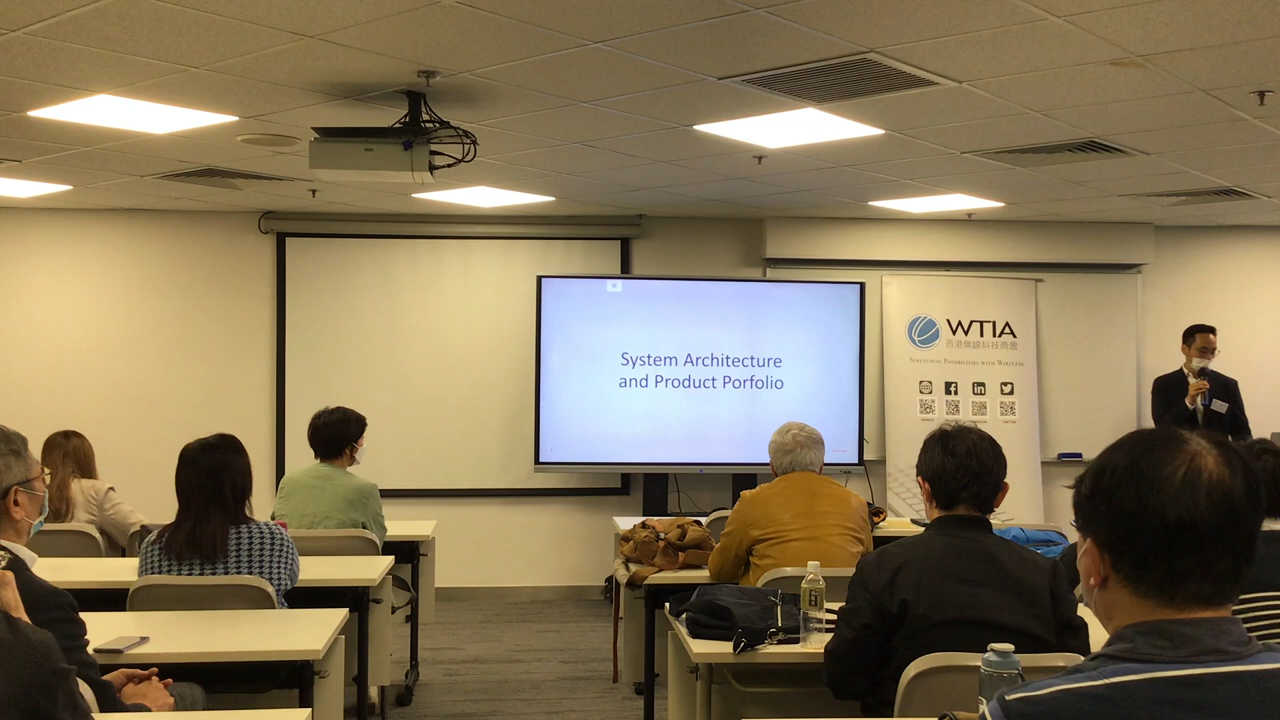 System Architecture
and Product Porfolio
WTIA
香港無線科技商會
STRETCHING POSSIBILITIES WITH WIRELESS